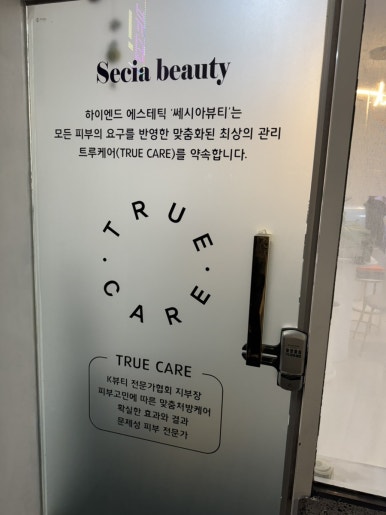 Secia beauty
하이엔드 에스테틱 '쎄시아뷰티'는
모든 피부의 요구를 반영한 맞춤화된 최상의 관리
트루케어(TRUE CARE)를 약속합니다.
· TRUE ·
CARE
TRUE CARE
K뷰티 전문가협회 지부장
피부고민에 따른 맞춤처방케어
확실한 효과와 결과
문제성 피부 전문가